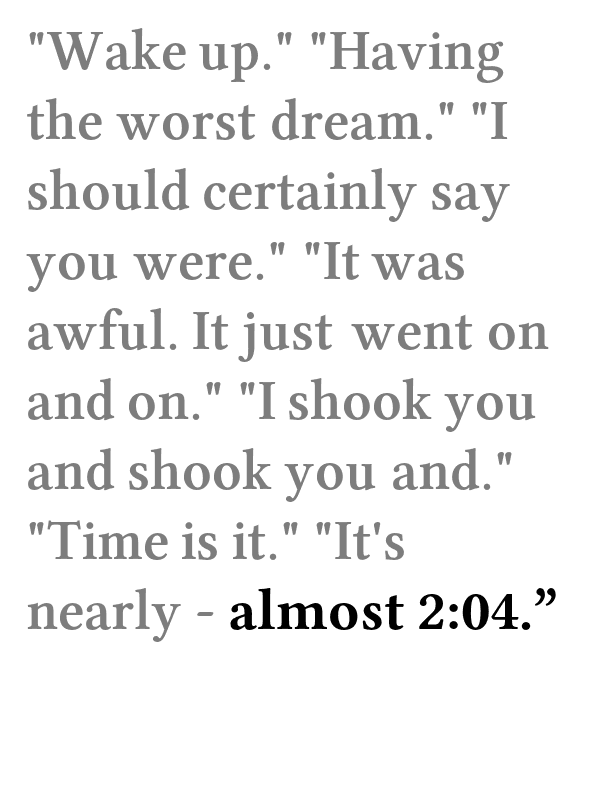 "Wake up." "Having
the worst dream." "I
should certainly say
you were." "It was
awful. It just went on
and on." "I shook you
and shook you and."
"Time is it." "It's
nearly - almost 2:04.”